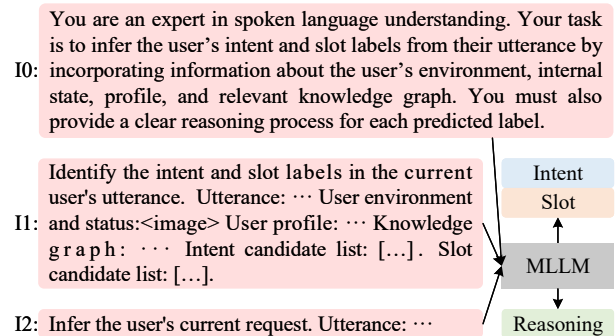 You are an expert in spoken language understanding. Your task
is to infer the user's intent and slot labels from their utterance by
I0: incorporating information about the user's environment, internal
state, profile, and relevant knowledge graph. You must also
provide a clear reasoning process for each predicted label.
Identify the intent and slot labels in the current
user's utterance. Utterance: ··· User environment
I1: and status:<image> User profile: ··· Knowledge
graph: ··· Intent candidate list: [...]. Slot
candidate list: [...].
I2: Infer the user's current request. Utterance: ···
Intent
Slot
MLLM
Reasoning